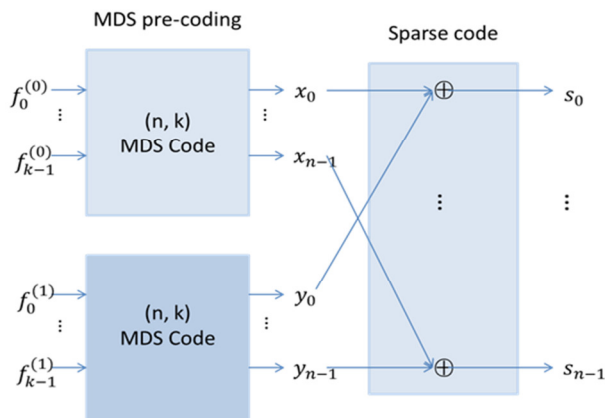 MDS pre-coding
Sparse code
f_0^{(0)}
⋮
f_{k-1}^{(0)}
(n, k)
MDS Code
x_0
⋮
x_{n-1}
⊕
⋮
s_0
⋮
f_0^{(1)}
⋮
f_{k-1}^{(1)}
(n, k)
MDS Code
y_0
⋮
y_{n-1}
⊕
s_{n-1}